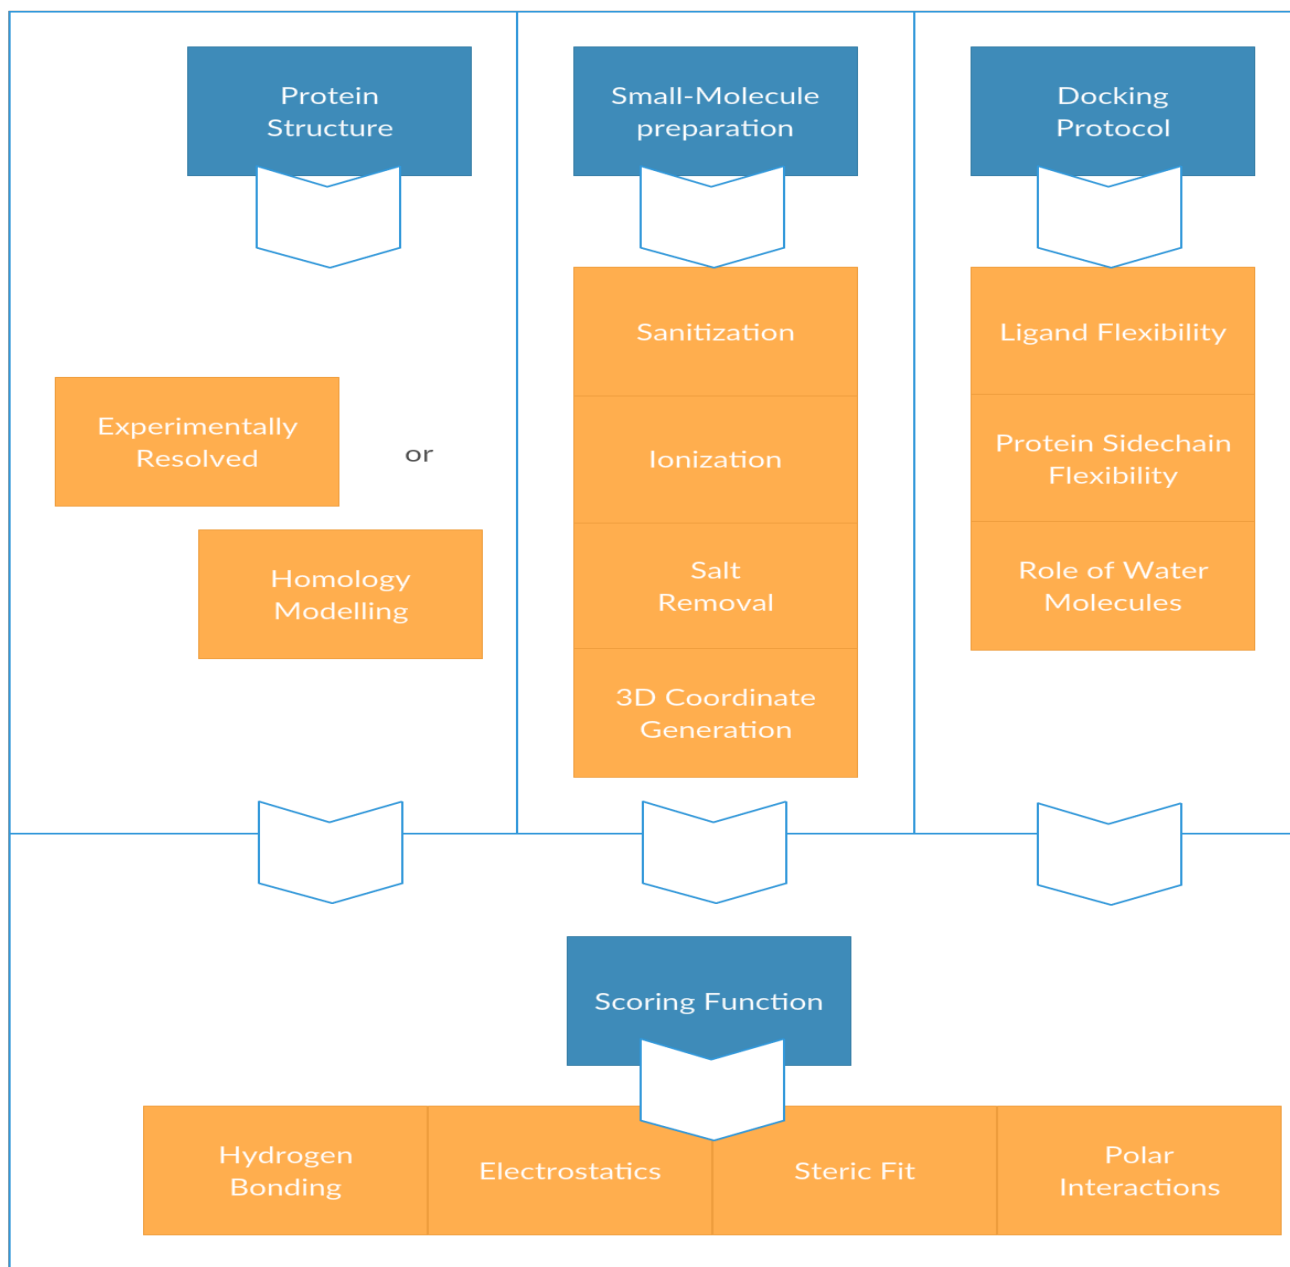 Protein
Structure
Small-Molecule
preparation
Docking
Protocol
Experimentally
Resolved
or
Homology
Modelling
Sanitization
Ionization
Salt
Removal
3D Coordinate
Generation
Ligand Flexibility
Protein Sidechain
Flexibility
Role of Water
Molecules
Scoring Function
Hydrogen
Bonding
Electrostatics
Steric Fit
Polar
Interactions